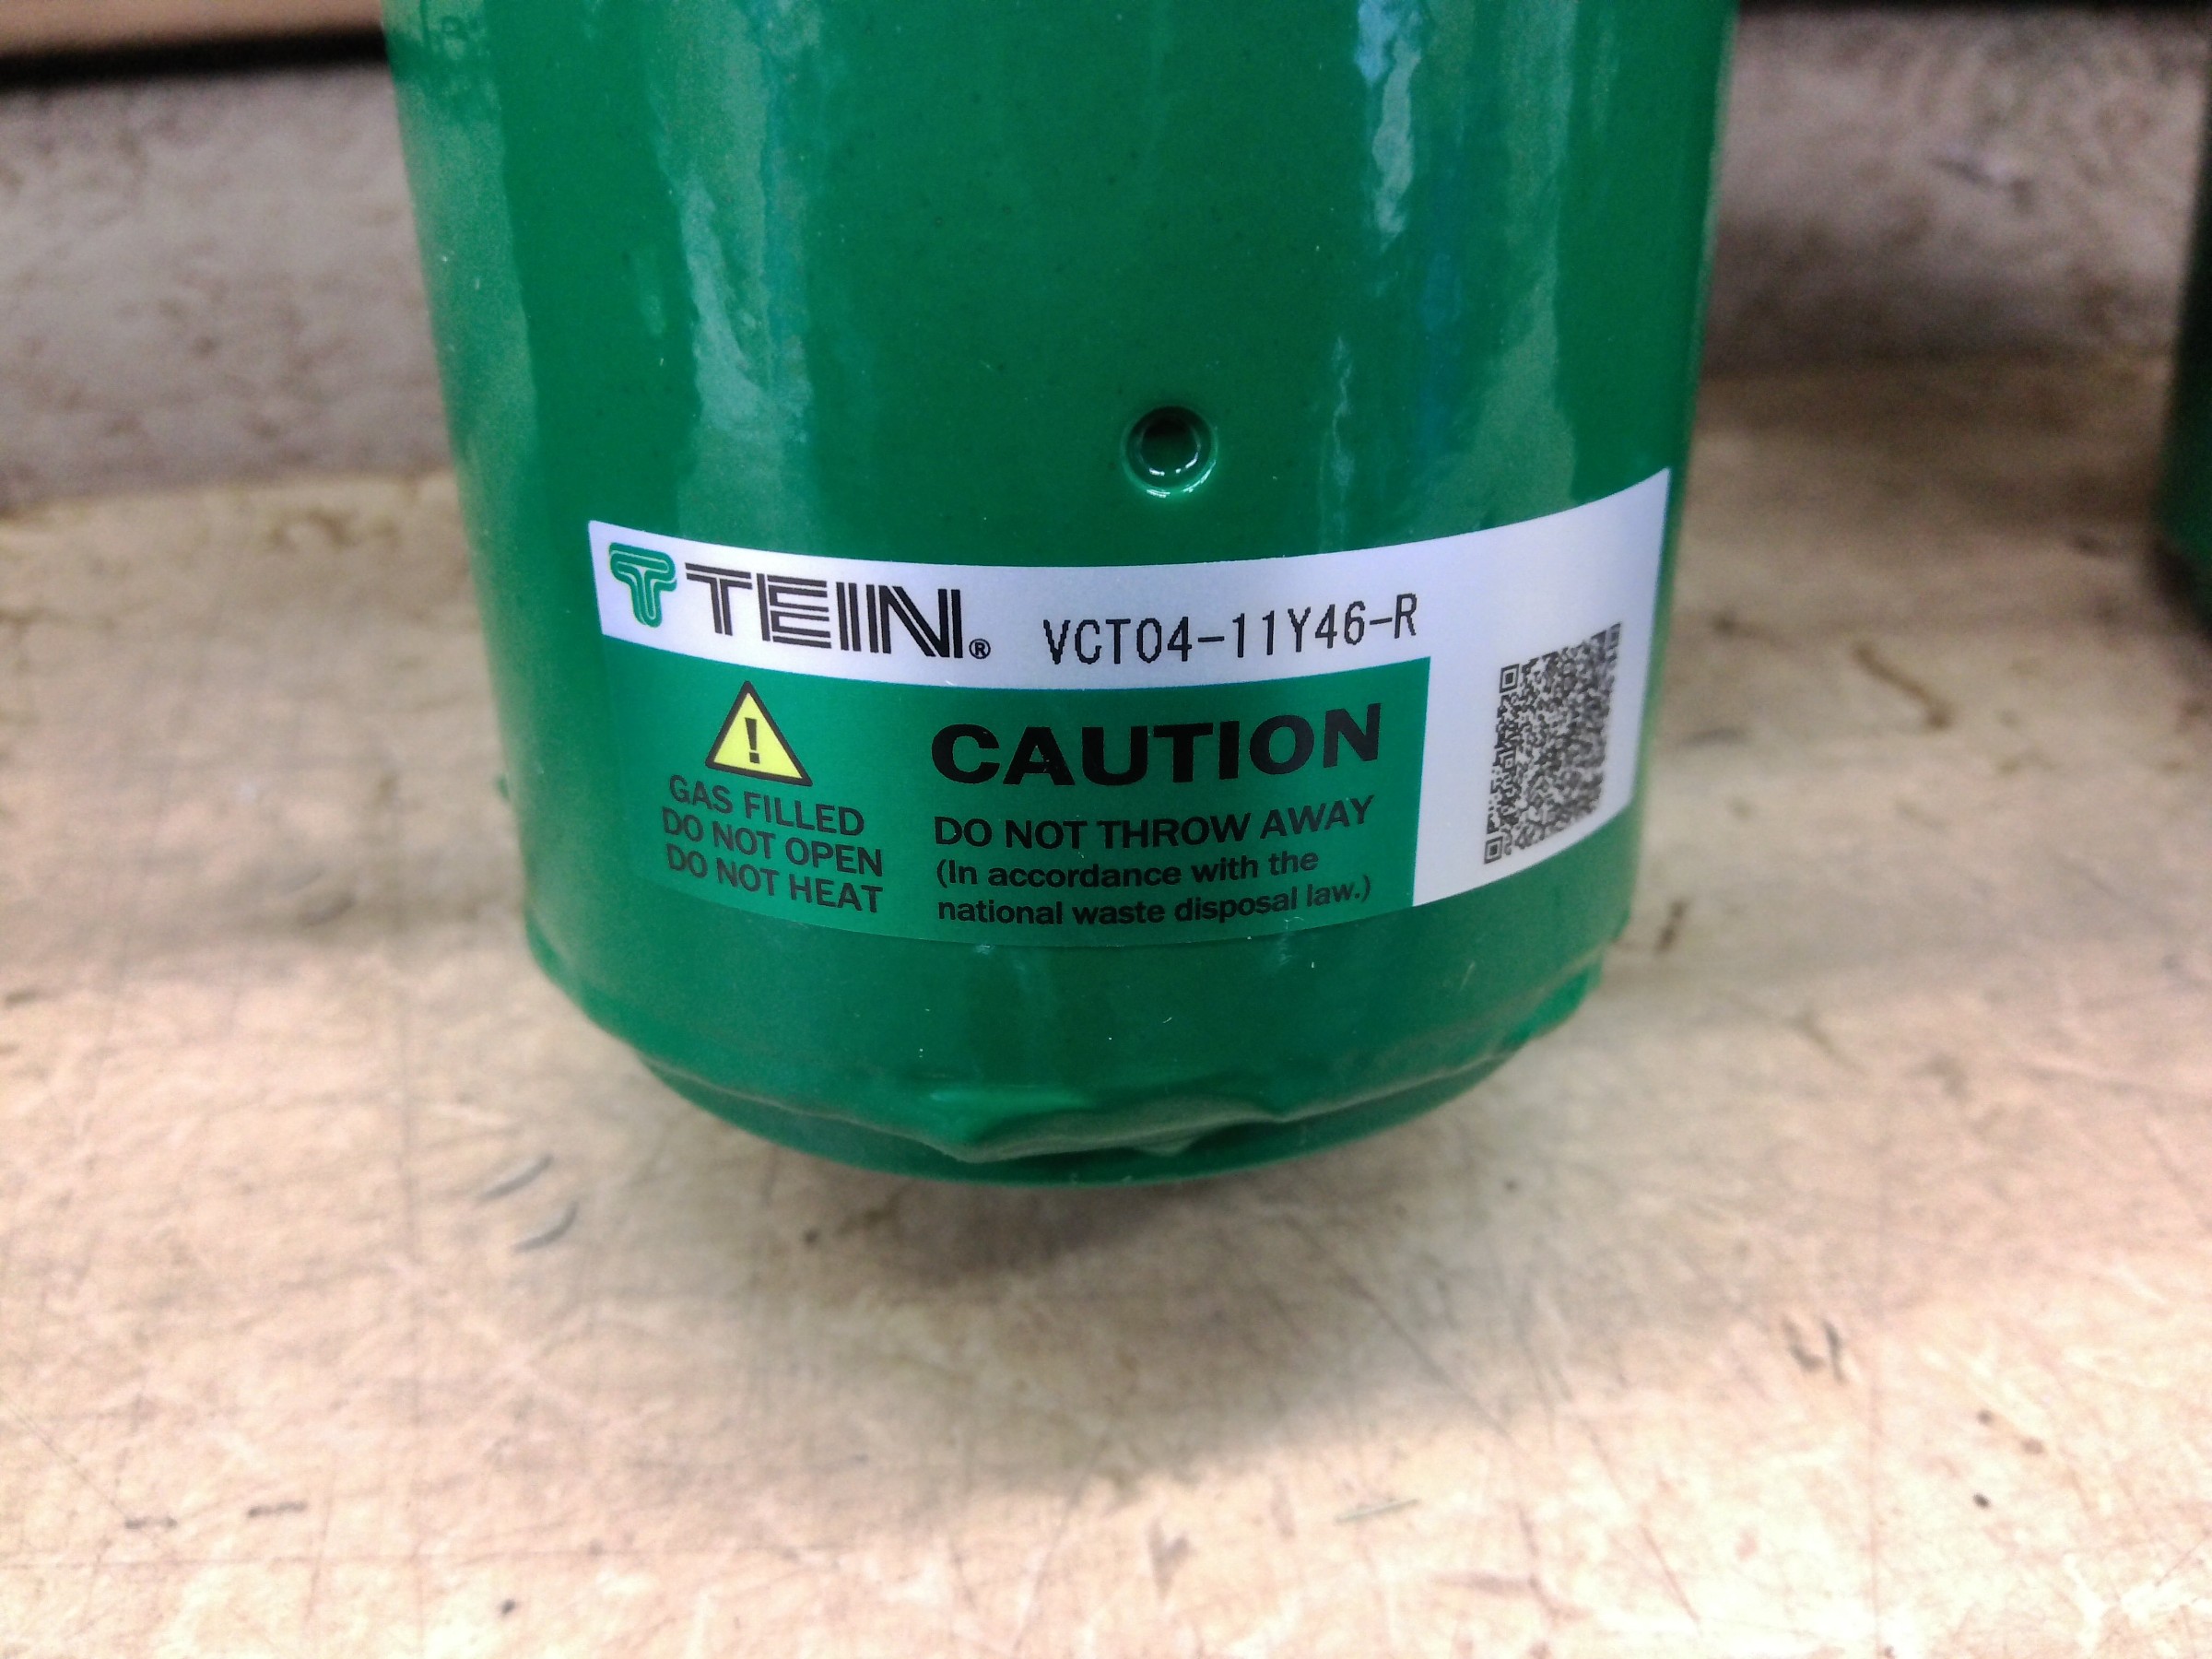 TEIN® VCT04-11Y46-R
GAS FILLED
DO NOT OPEN
DO NOT HEAT
CAUTION
DO NOT THROW AWAY
(In accordance with the
national waste disposal law.)